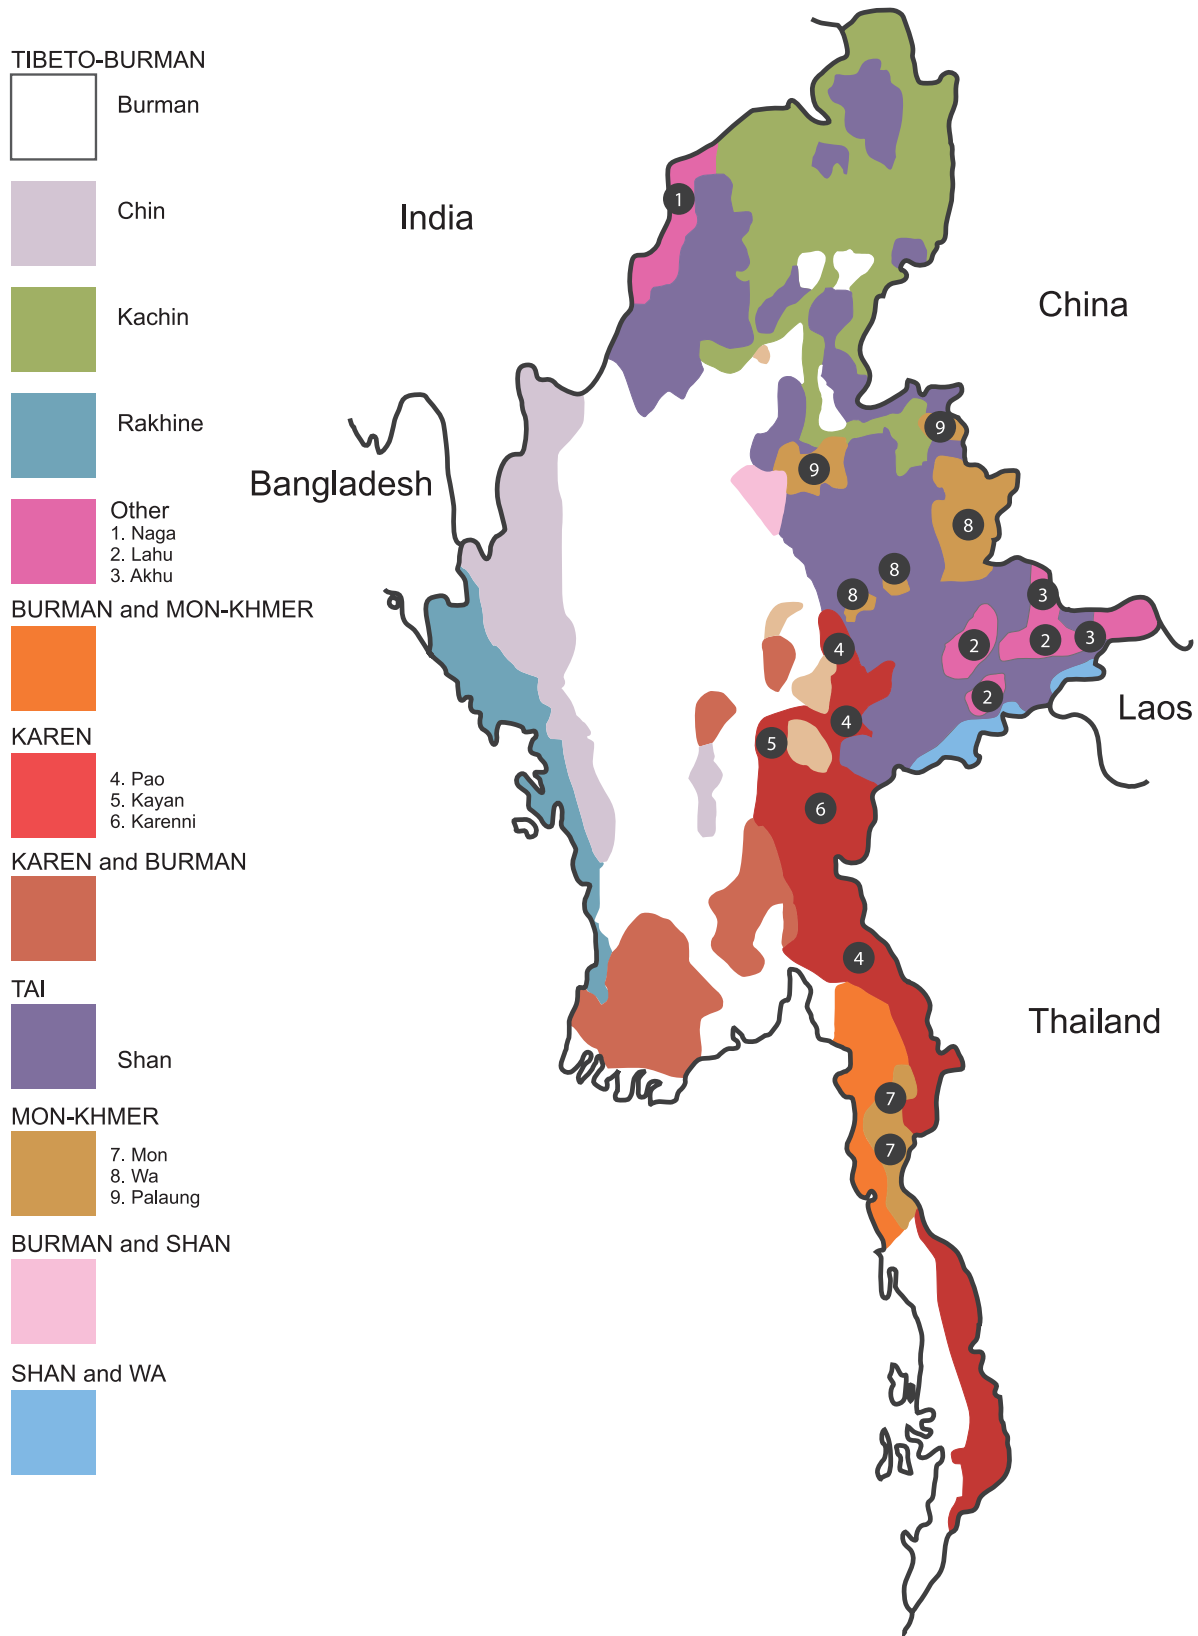 TIBETO-BURMAN
Burman
Chin
Kachin
Rakhine
Other
1. Naga
2. Lahu
3. Akhu
BURMAN and MON-KHMER
KAREN
4. Pao
5. Kayan
6. Karenni
KAREN and BURMAN
TAI
Shan
MON-KHMER
7. Mon
8. Wa
9. Palaung
BURMAN and SHAN
SHAN and WA
India
China
Bangladesh
Laos
Thailand
1
9
9
8
8
8
3
2
2
3
4
2
4
5
6
4
7
7